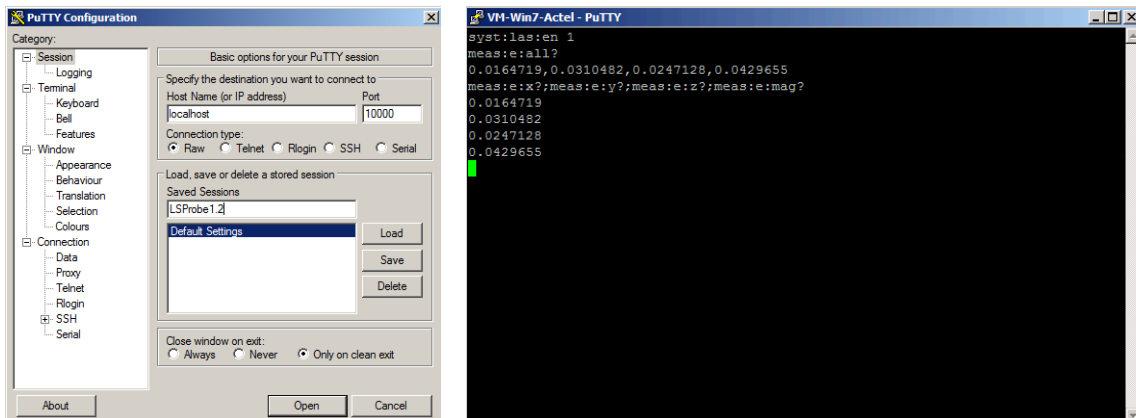 PuTTY Configuration
Category:
Session
Logging
Terminal
Keyboard
Bell
Features
Window
Appearance
Behaviour
Translation
Selection
Colours
Connection
Data
Proxy
Telnet
Rlogin
SSH
Serial
Basic options for your PuTTY session
Specify the destination you want to connect to
Host Name (or IP address) Port
localhost 10000
Connection type:
Raw Telnet Rlogin SSH Serial
Load, save or delete a stored session
Saved Sessions
LSProbe1.2
Default Settings
Load
Save
Delete
Close window on exit:
Always Never Only on clean exit
About Open Cancel
VM-Win7-Actel - PuTTY
syst:las:en 1
meas:e:all?
0.0164719,0.0310482,0.0247128,0.0429655
meas:e:x?;meas:e:y?;meas:e:z?;meas:e:mag?
0.0164719
0.0310482
0.0247128
0.0429655